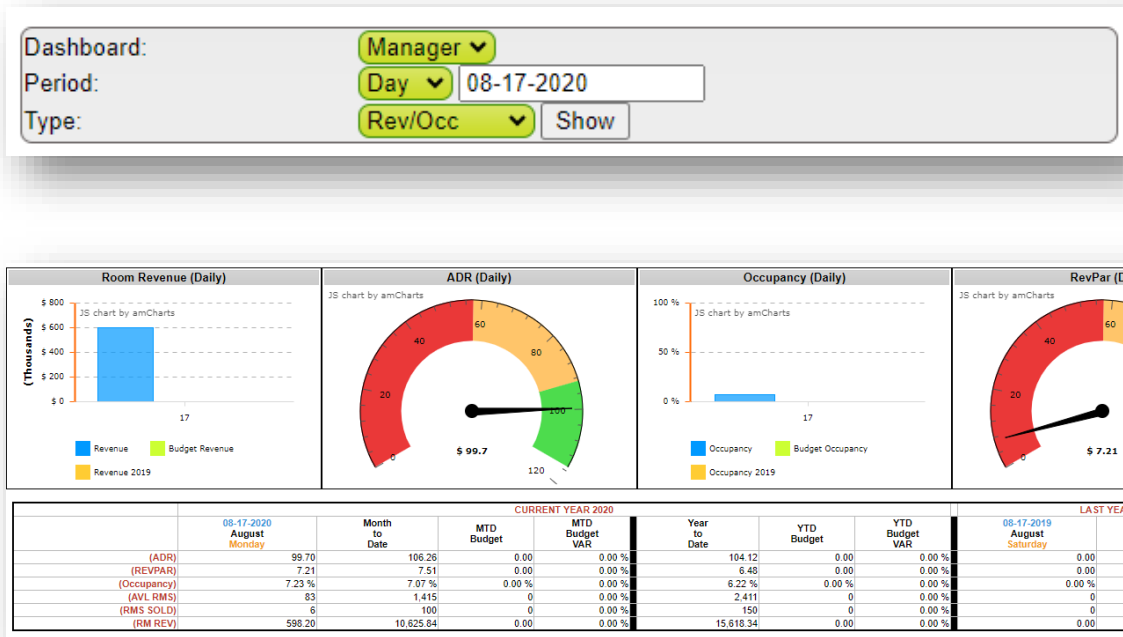 Dashboard: Manager
Period: Day 08-17-2020
Type: Rev/Occ Show
Room Revenue (Daily)
JS chart by amCharts
(Thousands)
$ 800
$ 600
$ 400
$ 200
$ 0
17
Revenue Budget Revenue
Revenue 2019
ADR (Daily)
JS chart by amCharts
0
20
40
60
80
100
120
$ 99.7
Occupancy (Daily)
JS chart by amCharts
100 %
50 %
0 %
17
Occupancy Budget Occupancy
Occupancy 2019
RevPar (D
JS chart by amCharts
0
20
40
60
$ 7.21
CURRENT YEAR 2020 LAST YEA
08-17-2020 August Monday Month to Date MTD Budget MTD Budget VAR Year to Date YTD Budget YTD Budget VAR 08-17-2019 August Saturday
(ADR) 99.70 106.26 0.00 0.00 % 104.12 0.00 0.00 % 0.00
(REVPAR) 7.21 7.51 0.00 0.00 % 6.48 0.00 0.00 % 0.00
(Occupancy) 7.23 % 7.07 % 0.00 % 0.00 % 6.22 % 0.00 % 0.00 % 0.00 %
(AVL RMS) 83 1,415 0 0.00 % 2,411 0 0.00 % 0
(RMS SOLD) 6 100 0 0.00 % 150 0 0.00 % 0
(RM REV) 598.20 10,625.84 0.00 0.00 % 15,618.34 0.00 0.00 % 0.00